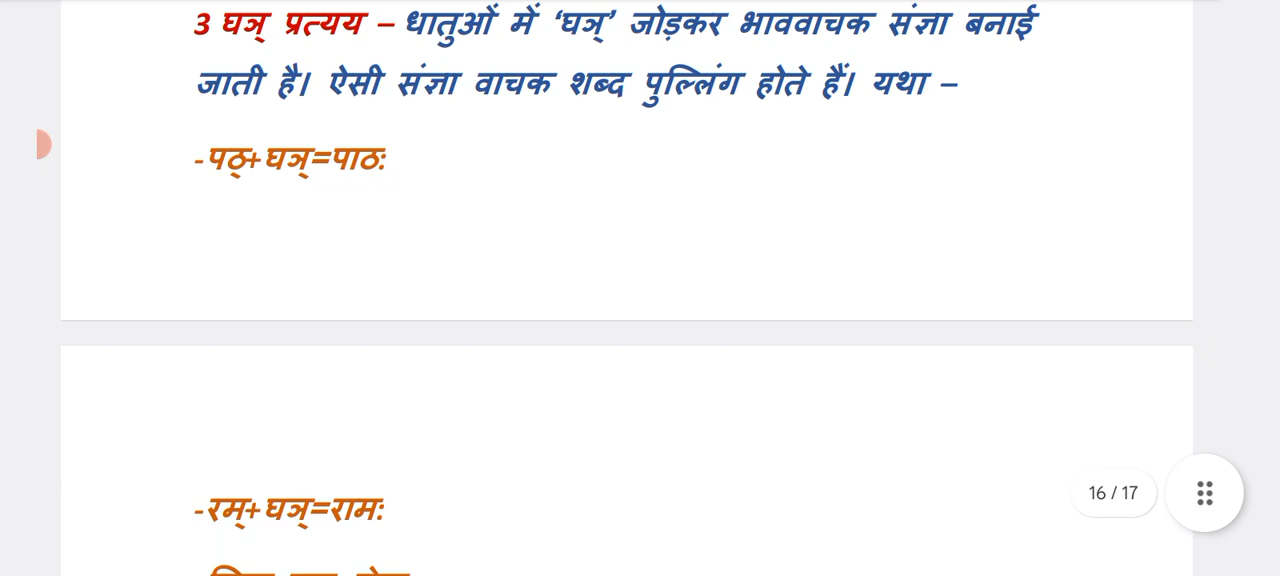 3 घञ् प्रत्यय – धातुओं में ‘घञ्’ जोड़कर भाववाचक संज्ञा बनाई
जाती है। ऐसी संज्ञा वाचक शब्द पुल्लिंग होते हैं। यथा –
-पठ्+घञ्=पाठ:
-रम्+घञ्=राम:
16 / 17